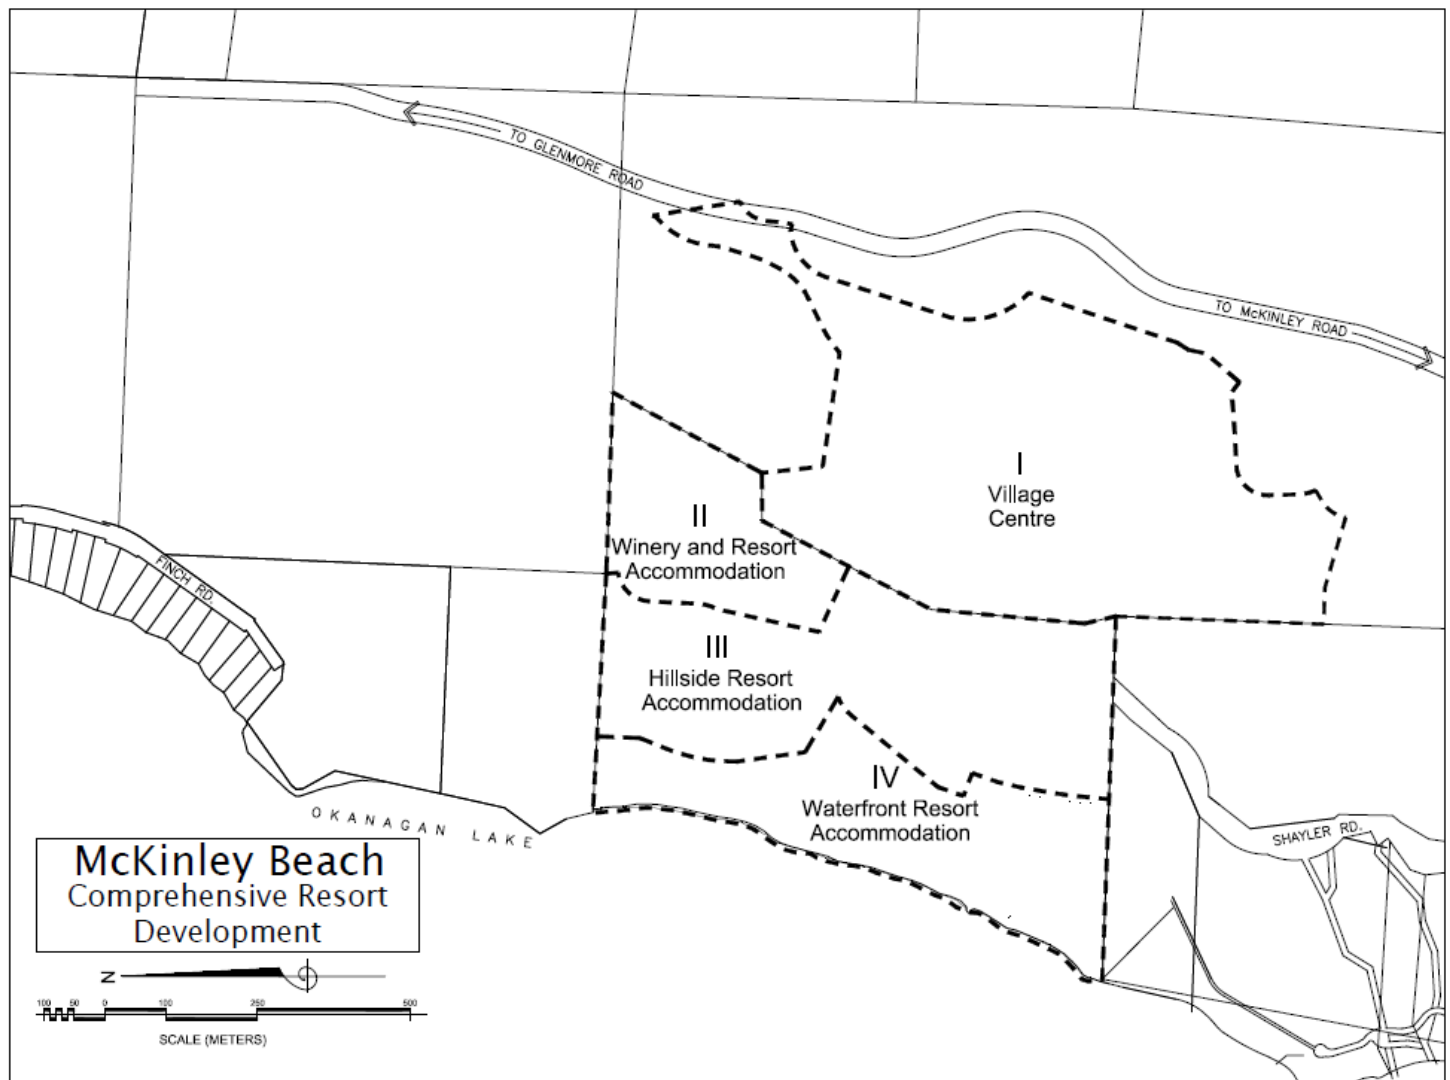 TO GLENMORE ROAD
TO McKINLEY ROAD
I
Village
Centre
II
Winery and Resort
Accommodation
FINCH RD.
III
Hillside Resort
Accommodation
IV
Waterfront Resort
Accommodation
OKANAGAN LAKE
SHAYLER RD.
McKinley Beach
Comprehensive Resort
Development
N
100 50 0 100 250 500
SCALE (METERS)